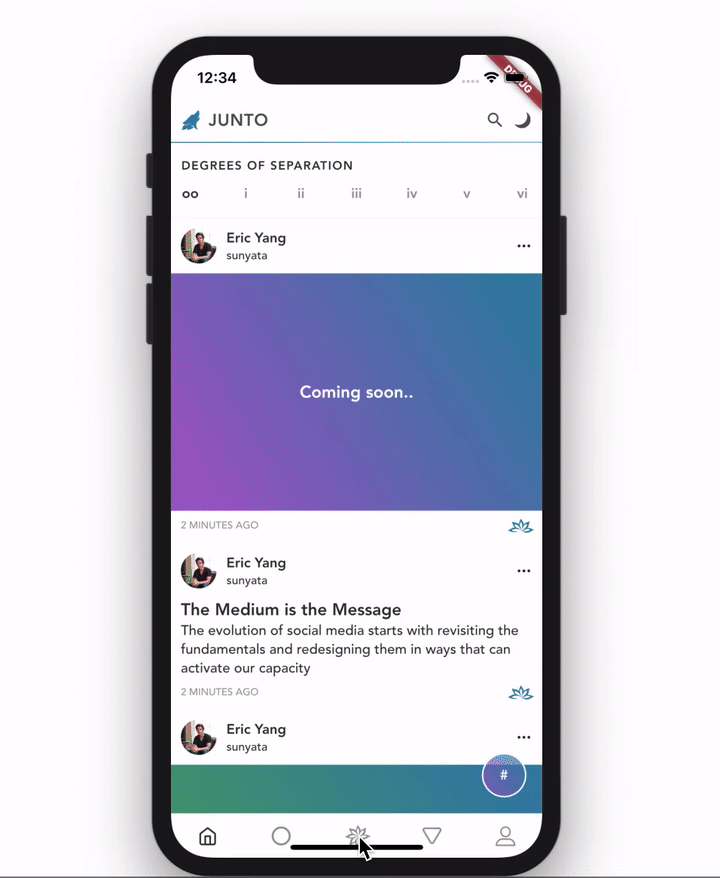 12:34
DEBUG
JUNTO
DEGREES OF SEPARATION
oo i ii iii iv v vi
Eric Yang
sunyata
Coming soon..
2 MINUTES AGO
Eric Yang
sunyata
The Medium is the Message
The evolution of social media starts with revisiting the
fundamentals and redesigning them in ways that can
activate our capacity
2 MINUTES AGO
Eric Yang
sunyata
#